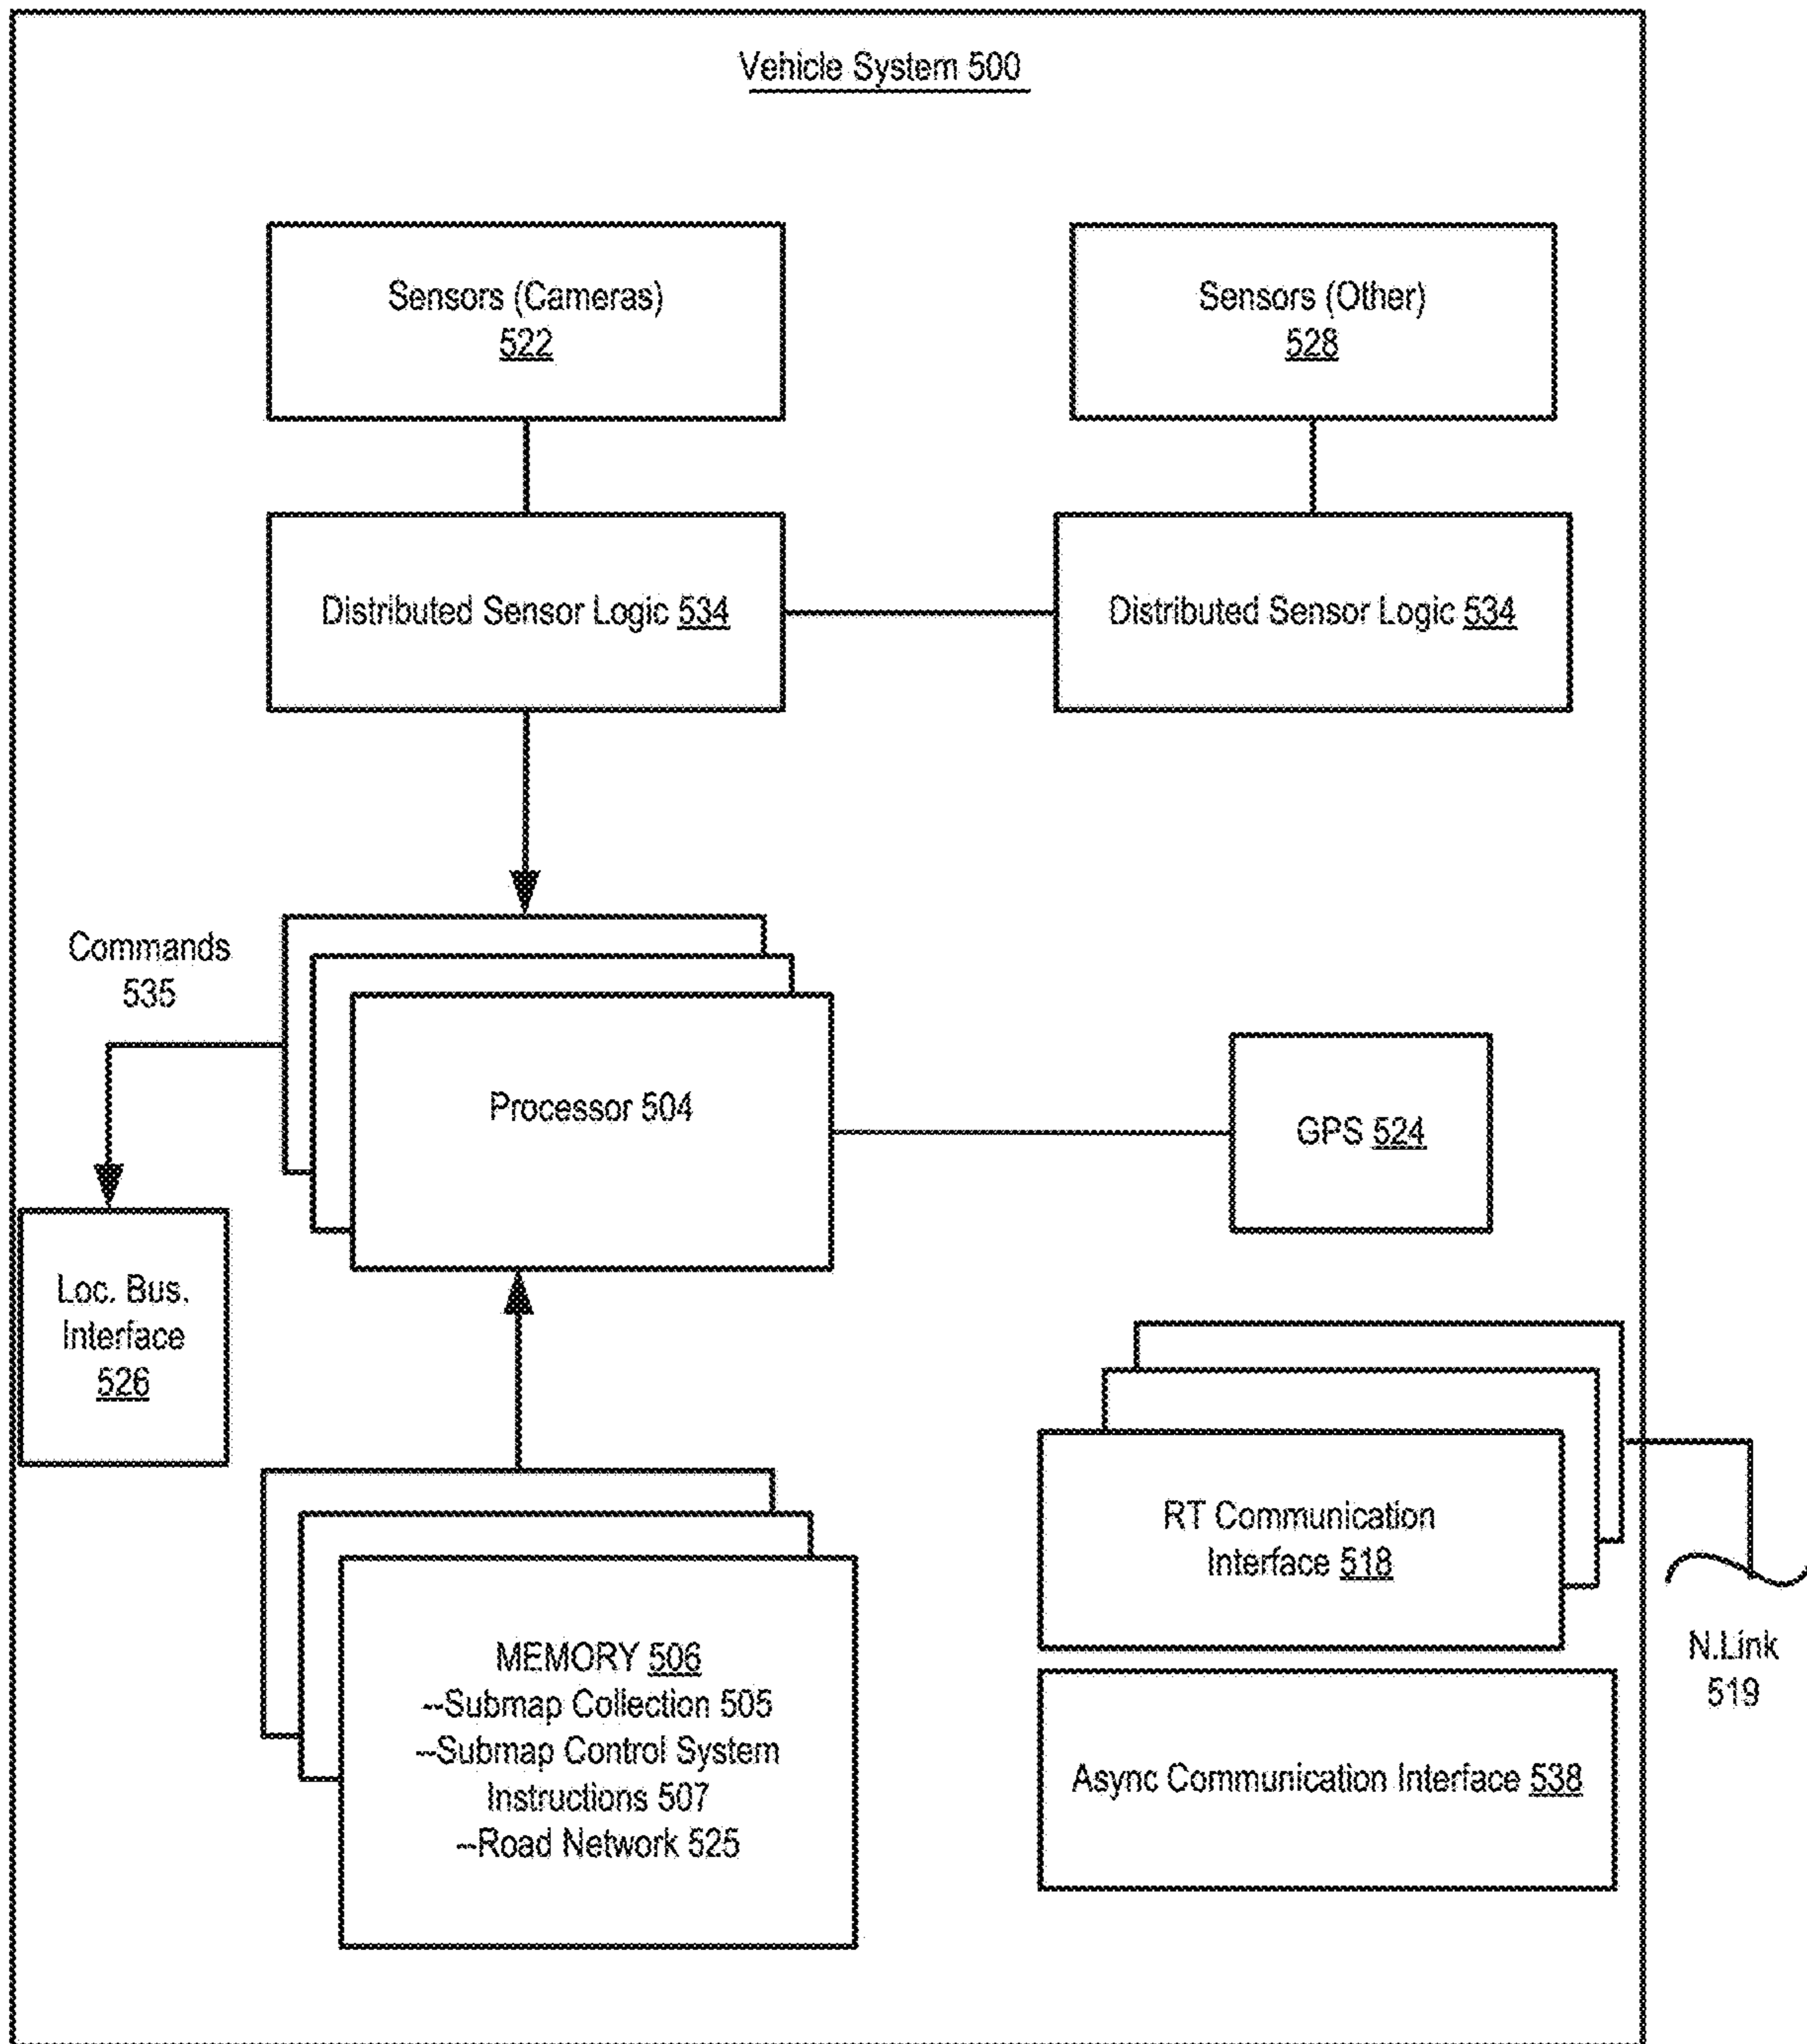 Vehicle System 500
Sensors (Cameras)
522
Sensors (Other)
528
Distributed Sensor Logic 534
Distributed Sensor Logic 534
Commands
535
Processor 504
GPS 524
Loc. Bus.
Interface
526
RT Communication
Interface 518
N.Link
519
MEMORY 506
--Submap Collection 505
--Submap Control System
Instructions 507
--Road Network 525
Async Communication Interface 538